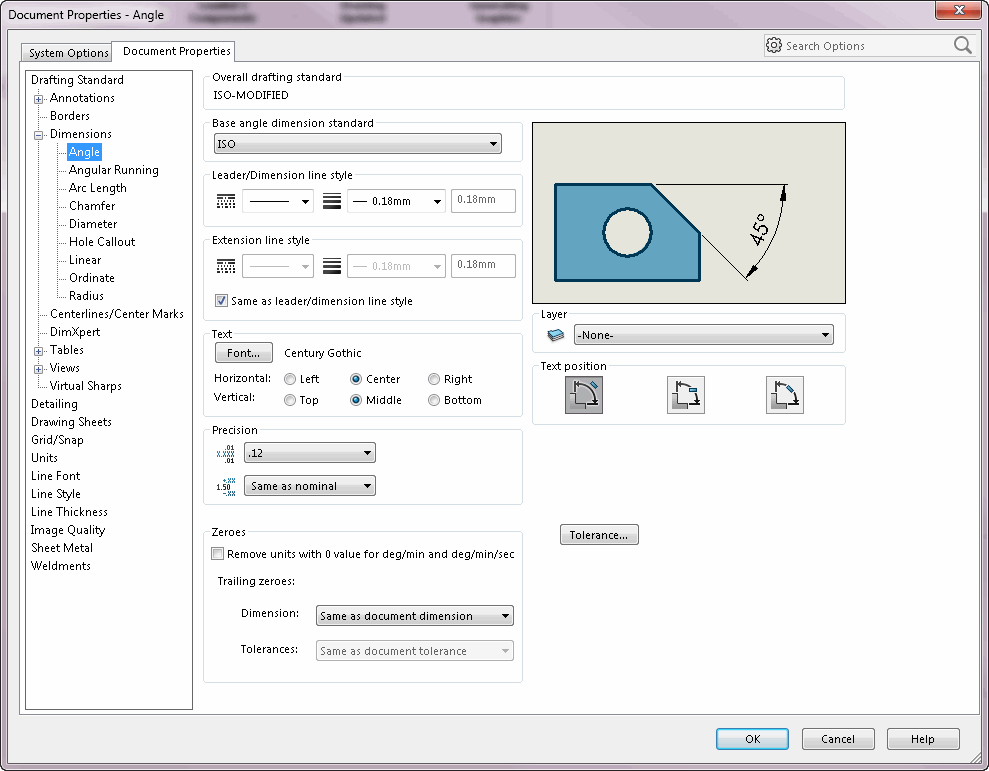 Document Properties - Angle
System Options
Document Properties
Search Options
Drafting Standard
Annotations
Borders
Dimensions
Angle
Angular Running
Arc Length
Chamfer
Diameter
Hole Callout
Linear
Ordinate
Radius
Centerlines/Center Marks
DimXpert
Tables
Views
Virtual Sharps
Detailing
Drawing Sheets
Grid/Snap
Units
Line Font
Line Style
Line Thickness
Image Quality
Sheet Metal
Weldments
Overall drafting standard
ISO-MODIFIED
Base angle dimension standard
ISO
Leader/Dimension line style
0.18mm 0.18mm
Extension line style
0.18mm 0.18mm
Same as leader/dimension line style
Text
Font... Century Gothic
Horizontal: Left Center Right
Vertical: Top Middle Bottom
Precision
.01
X.XXX
.01
.12
+.XX
1.50
-.XX
Same as nominal
Zeroes
Remove units with 0 value for deg/min and deg/min/sec
Trailing zeroes:
Dimension: Same as document dimension
Tolerances: Same as document tolerance
45°
Layer
-None-
Text position
Tolerance...
OK Cancel Help